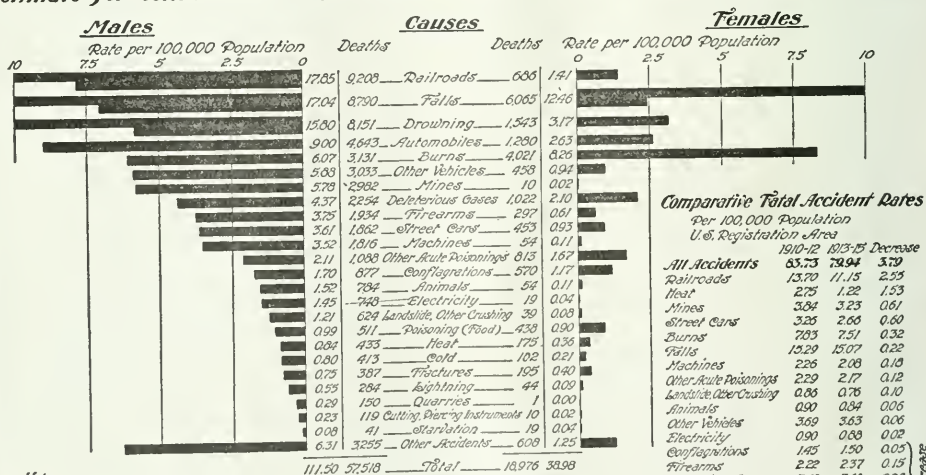 Males Causes Females
Rate per 100,000 Population Deaths Deaths Rate per 100,000 Population
10 7.5 5 2.5 0 0 2.5 5 7.5 10
17.85 9,208 Railroads 686 1.41
17.04 8,790 Falls 6,065 12.46
15.80 8,151 Drowning 1,543 3.17
9.00 4,643 Automobiles 1,280 2.63
6.07 3,131 Burns 4,021 8.26
5.88 3,033 Other Vehicles 458 0.94
5.78 2982 Mines 10 0.02
4.37 2,254 Deleterious Gases 1,022 2.10
3.75 1,934 Firearms 297 0.61
3.61 1,862 Street Cars 453 0.93
3.52 1,816 Machines 54 0.11
2.11 1,088 Other Acute Poisonings 813 1.67
1.70 877 Conflagrations 570 1.17
1.52 784 Animals 54 0.11
1.45 748 Electricity 19 0.04
1.21 624 Landslide, Other Crushing 39 0.08
0.99 511 Poisoning (Food) 438 0.90
0.84 433 Heat 175 0.36
0.80 413 Cold 102 0.21
0.75 387 Fractures 195 0.40
0.55 284 Lightning 44 0.09
0.29 150 Quarries 1 0.00
0.23 119 Cutting, Piercing Instruments 10 0.02
0.08 41 Starvation 19 0.04
6.31 3255 Other Accidents 608 1.25
111.50 57,518 Total 18,976 38.98
Comparative Fatal Accident Rates
Per 100,000 Population
U.S. Registration Area
1910-12 1913-15 Decrease
All Accidents 83.73 79.94 3.79
Railroads 13.70 11.15 2.55
Heat 2.75 1.22 1.53
Mines 3.84 3.23 0.61
Street Cars 3.26 2.66 0.60
Burns 7.83 7.51 0.32
Falls 15.29 15.07 0.22
Machines 2.26 2.08 0.18
Other Acute Poisonings 2.29 2.17 0.12
Landslide, Other Crushing 0.86 0.76 0.10
Animals 0.90 0.84 0.06
Other Vehicles 3.69 3.63 0.06
Electricity 0.90 0.88 0.02
Conflagrations 1.45 1.50 0.05
Firearms 2.22 2.37 0.15